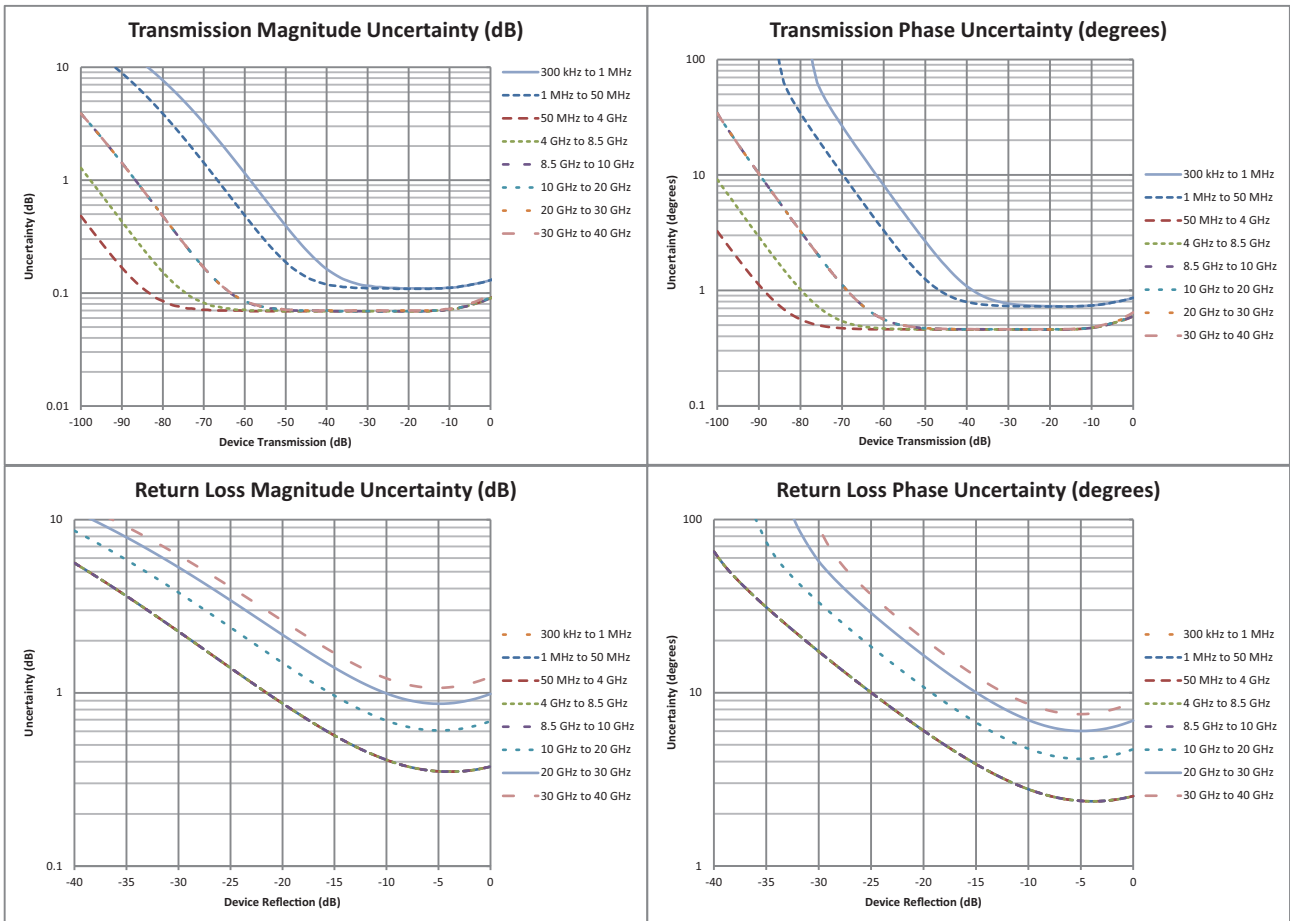 Transmission Magnitude Uncertainty (dB)
Uncertainty (dB)
10
1
0.1
0.01
-100 -90 -80 -70 -60 -50 -40 -30 -20 -10 0
Device Transmission (dB)
300 kHz to 1 MHz
1 MHz to 50 MHz
50 MHz to 4 GHz
4 GHz to 8.5 GHz
8.5 GHz to 10 GHz
10 GHz to 20 GHz
20 GHz to 30 GHz
30 GHz to 40 GHz
Transmission Phase Uncertainty (degrees)
Uncertainty (degrees)
100
10
1
0.1
-100 -90 -80 -70 -60 -50 -40 -30 -20 -10 0
Device Transmission (dB)
300 kHz to 1 MHz
1 MHz to 50 MHz
50 MHz to 4 GHz
4 GHz to 8.5 GHz
8.5 GHz to 10 GHz
10 GHz to 20 GHz
20 GHz to 30 GHz
30 GHz to 40 GHz
Return Loss Magnitude Uncertainty (dB)
Uncertainty (dB)
10
1
0.1
-40 -35 -30 -25 -20 -15 -10 -5 0
Device Reflection (dB)
300 kHz to 1 MHz
1 MHz to 50 MHz
50 MHz to 4 GHz
4 GHz to 8.5 GHz
8.5 GHz to 10 GHz
10 GHz to 20 GHz
20 GHz to 30 GHz
30 GHz to 40 GHz
Return Loss Phase Uncertainty (degrees)
Uncertainty (degrees)
100
10
1
-40 -35 -30 -25 -20 -15 -10 -5 0
Device Reflection (dB)
300 kHz to 1 MHz
1 MHz to 50 MHz
50 MHz to 4 GHz
4 GHz to 8.5 GHz
8.5 GHz to 10 GHz
10 GHz to 20 GHz
20 GHz to 30 GHz
30 GHz to 40 GHz